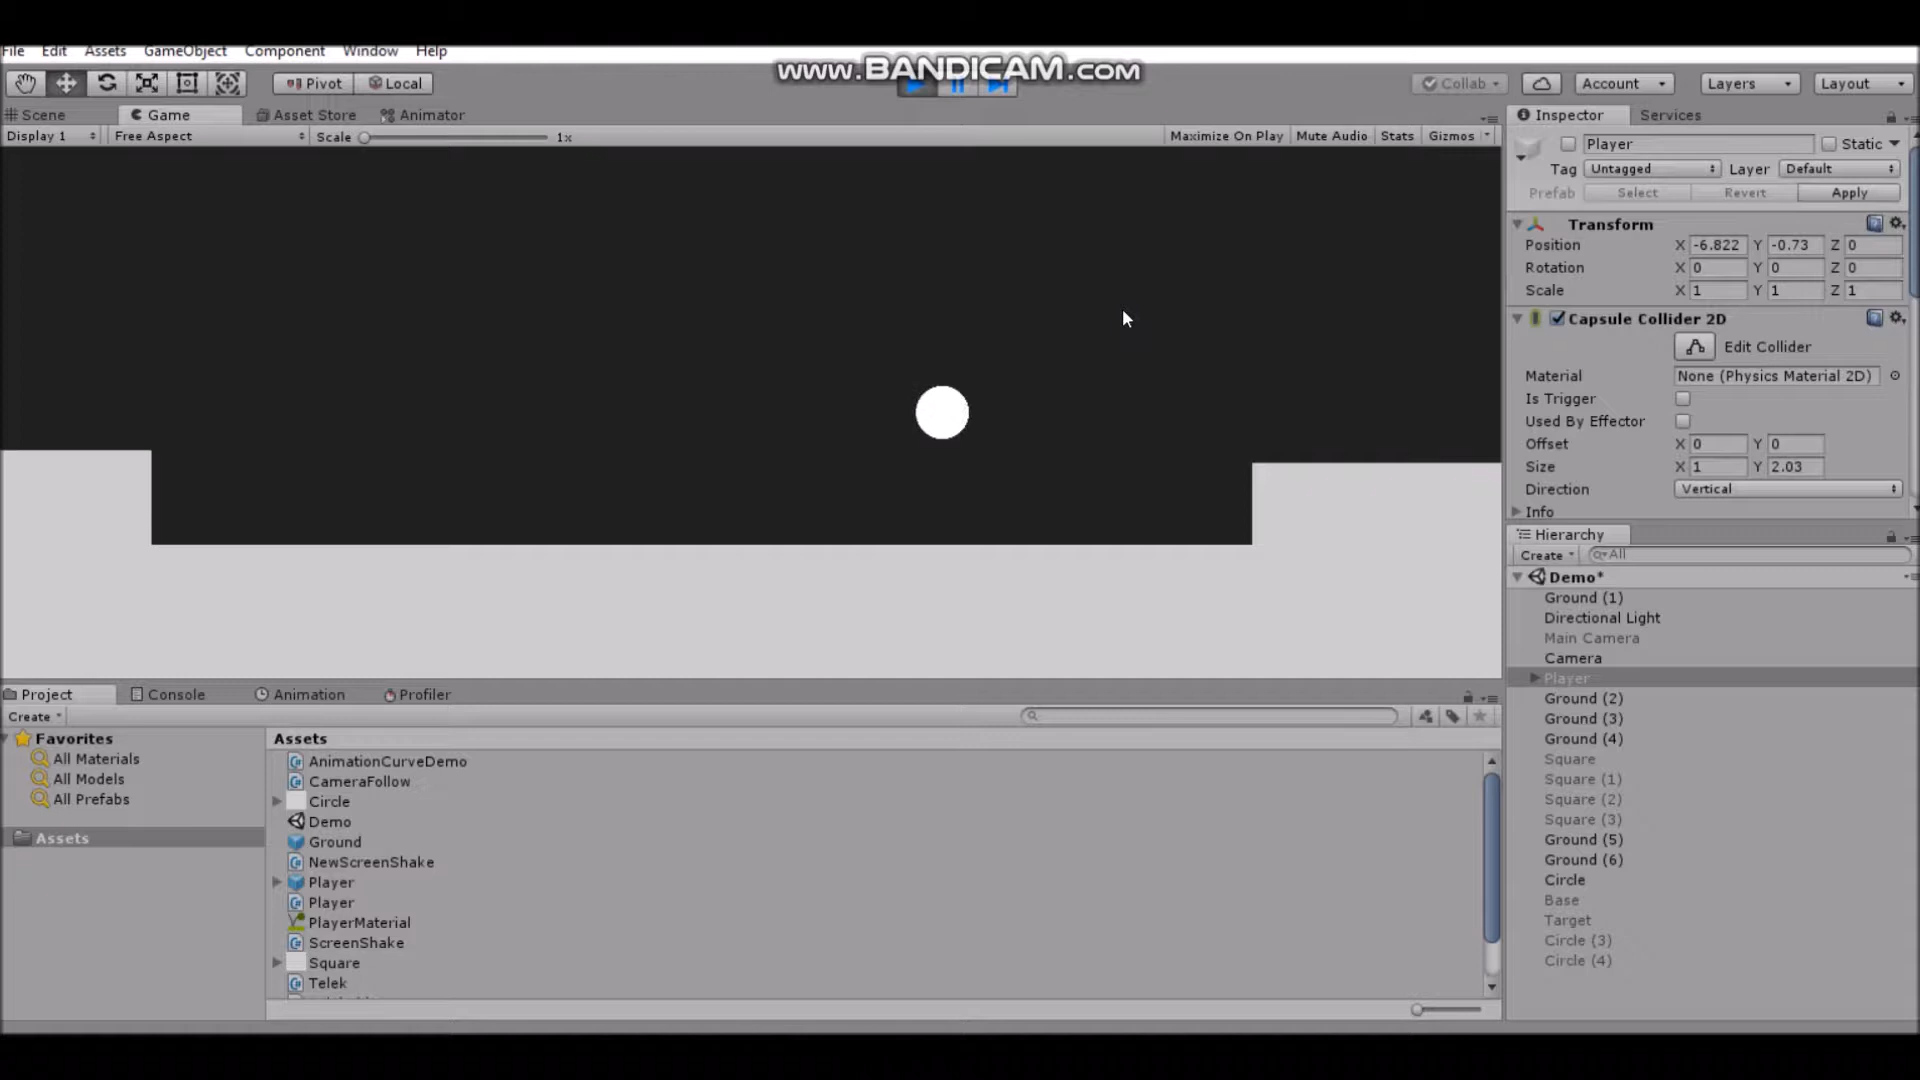 File Edit Assets GameObject Component Window Help
www.BANDICAM.com
Pivot Local Collab Account Layers Layout
Scene Game Asset Store Animator
Display 1 Free Aspect Scale 1x Maximize On Play Mute Audio Stats Gizmos
Inspector Services
Player Static
Tag Untagged Layer Default
Prefab Select Revert Apply
Transform
Position X -6.822 Y -0.73 Z 0
Rotation X 0 Y 0 Z 0
Scale X 1 Y 1 Z 1
Capsule Collider 2D
Edit Collider
Material None (Physics Material 2D)
Is Trigger
Used By Effector
Offset X 0 Y 0
Size X 1 Y 2.03
Direction Vertical
Info
Hierarchy
Create All
Demo*
Ground (1)
Directional Light
Main Camera
Camera
Player
Ground (2)
Ground (3)
Ground (4)
Square
Square (1)
Square (2)
Square (3)
Ground (5)
Ground (6)
Circle
Base
Target
Circle (3)
Circle (4)
Project Console Animation Profiler
Create
Favorites
All Materials
All Models
All Prefabs
Assets
Assets
AnimationCurveDemo
CameraFollow
Circle
Demo
Ground
NewScreenShake
Player
Player
PlayerMaterial
ScreenShake
Square
Telek